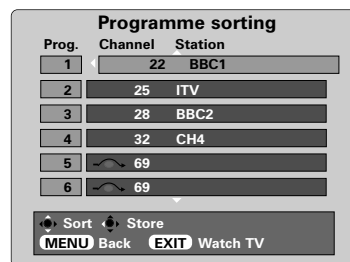 Programme sorting
Prog. Channel Station
1 22 BBC1
2 25 ITV
3 28 BBC2
4 32 CH4
5 69
6 69
Sort Store
MENU Back EXIT Watch TV